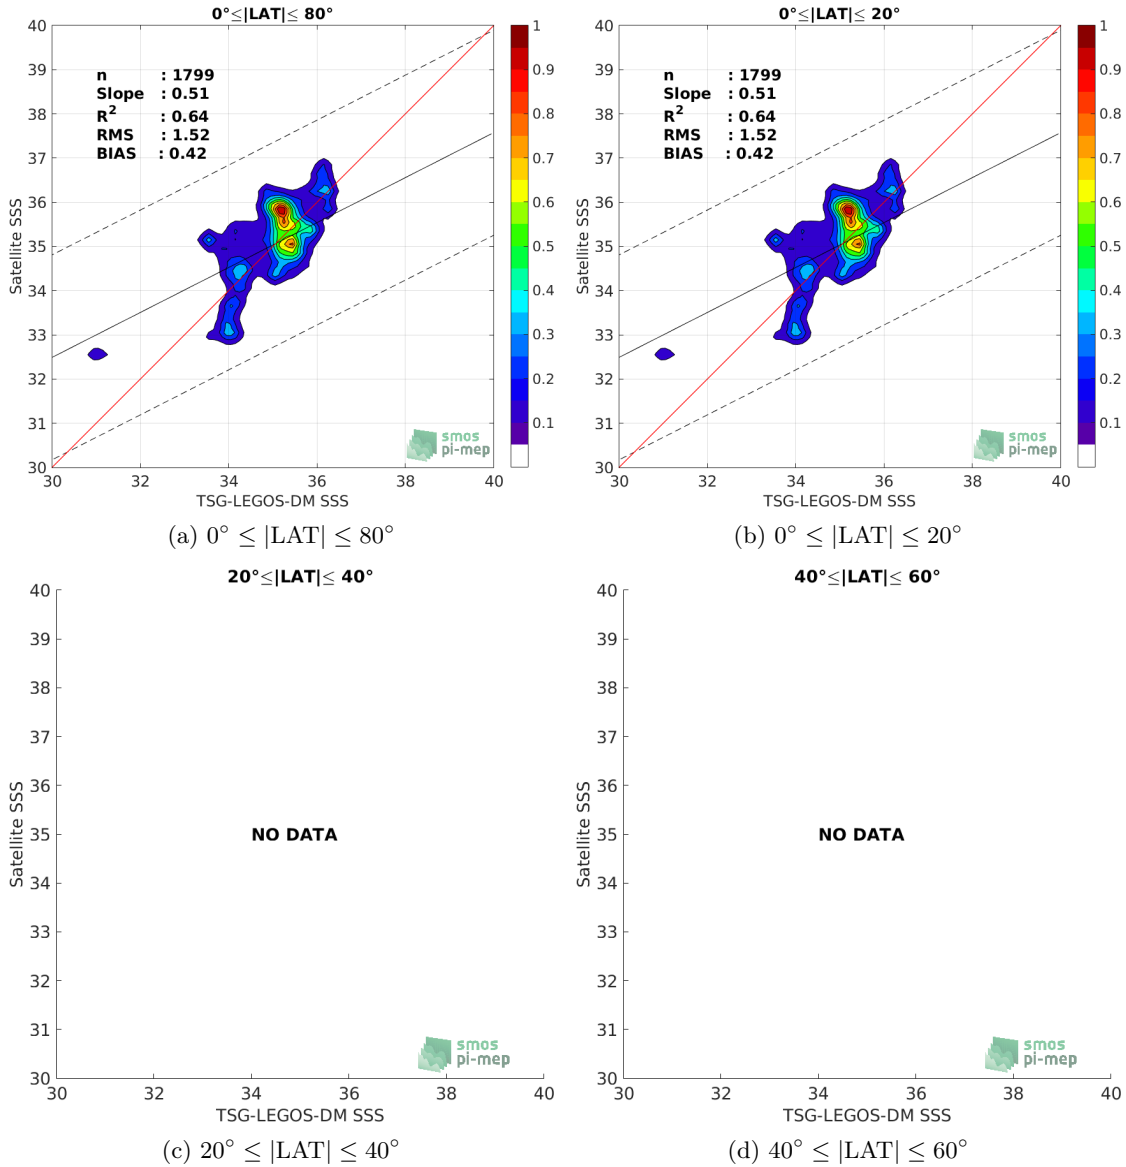 0°≤|LAT|≤ 80°
40
39
38
37
36
35
34
33
32
31
30
Satellite SSS
n : 1799
Slope : 0.51
R² : 0.64
RMS : 1.52
BIAS : 0.42
smos
pi-mep
30 32 34 36 38 40
TSG-LEGOS-DM SSS
1
0.9
0.8
0.7
0.6
0.5
0.4
0.3
0.2
0.1
(a) 0° ≤ |LAT| ≤ 80°
0°≤|LAT|≤ 20°
40
39
38
37
36
35
34
33
32
31
30
Satellite SSS
n : 1799
Slope : 0.51
R² : 0.64
RMS : 1.52
BIAS : 0.42
smos
pi-mep
30 32 34 36 38 40
TSG-LEGOS-DM SSS
1
0.9
0.8
0.7
0.6
0.5
0.4
0.3
0.2
0.1
(b) 0° ≤ |LAT| ≤ 20°
20°≤|LAT|≤ 40°
40
39
38
37
36
35
34
33
32
31
30
Satellite SSS
NO DATA
smos
pi-mep
30 32 34 36 38 40
TSG-LEGOS-DM SSS
(c) 20° ≤ |LAT| ≤ 40°
40°≤|LAT|≤ 60°
40
39
38
37
36
35
34
33
32
31
30
Satellite SSS
NO DATA
smos
pi-mep
30 32 34 36 38 40
TSG-LEGOS-DM SSS
(d) 40° ≤ |LAT| ≤ 60°